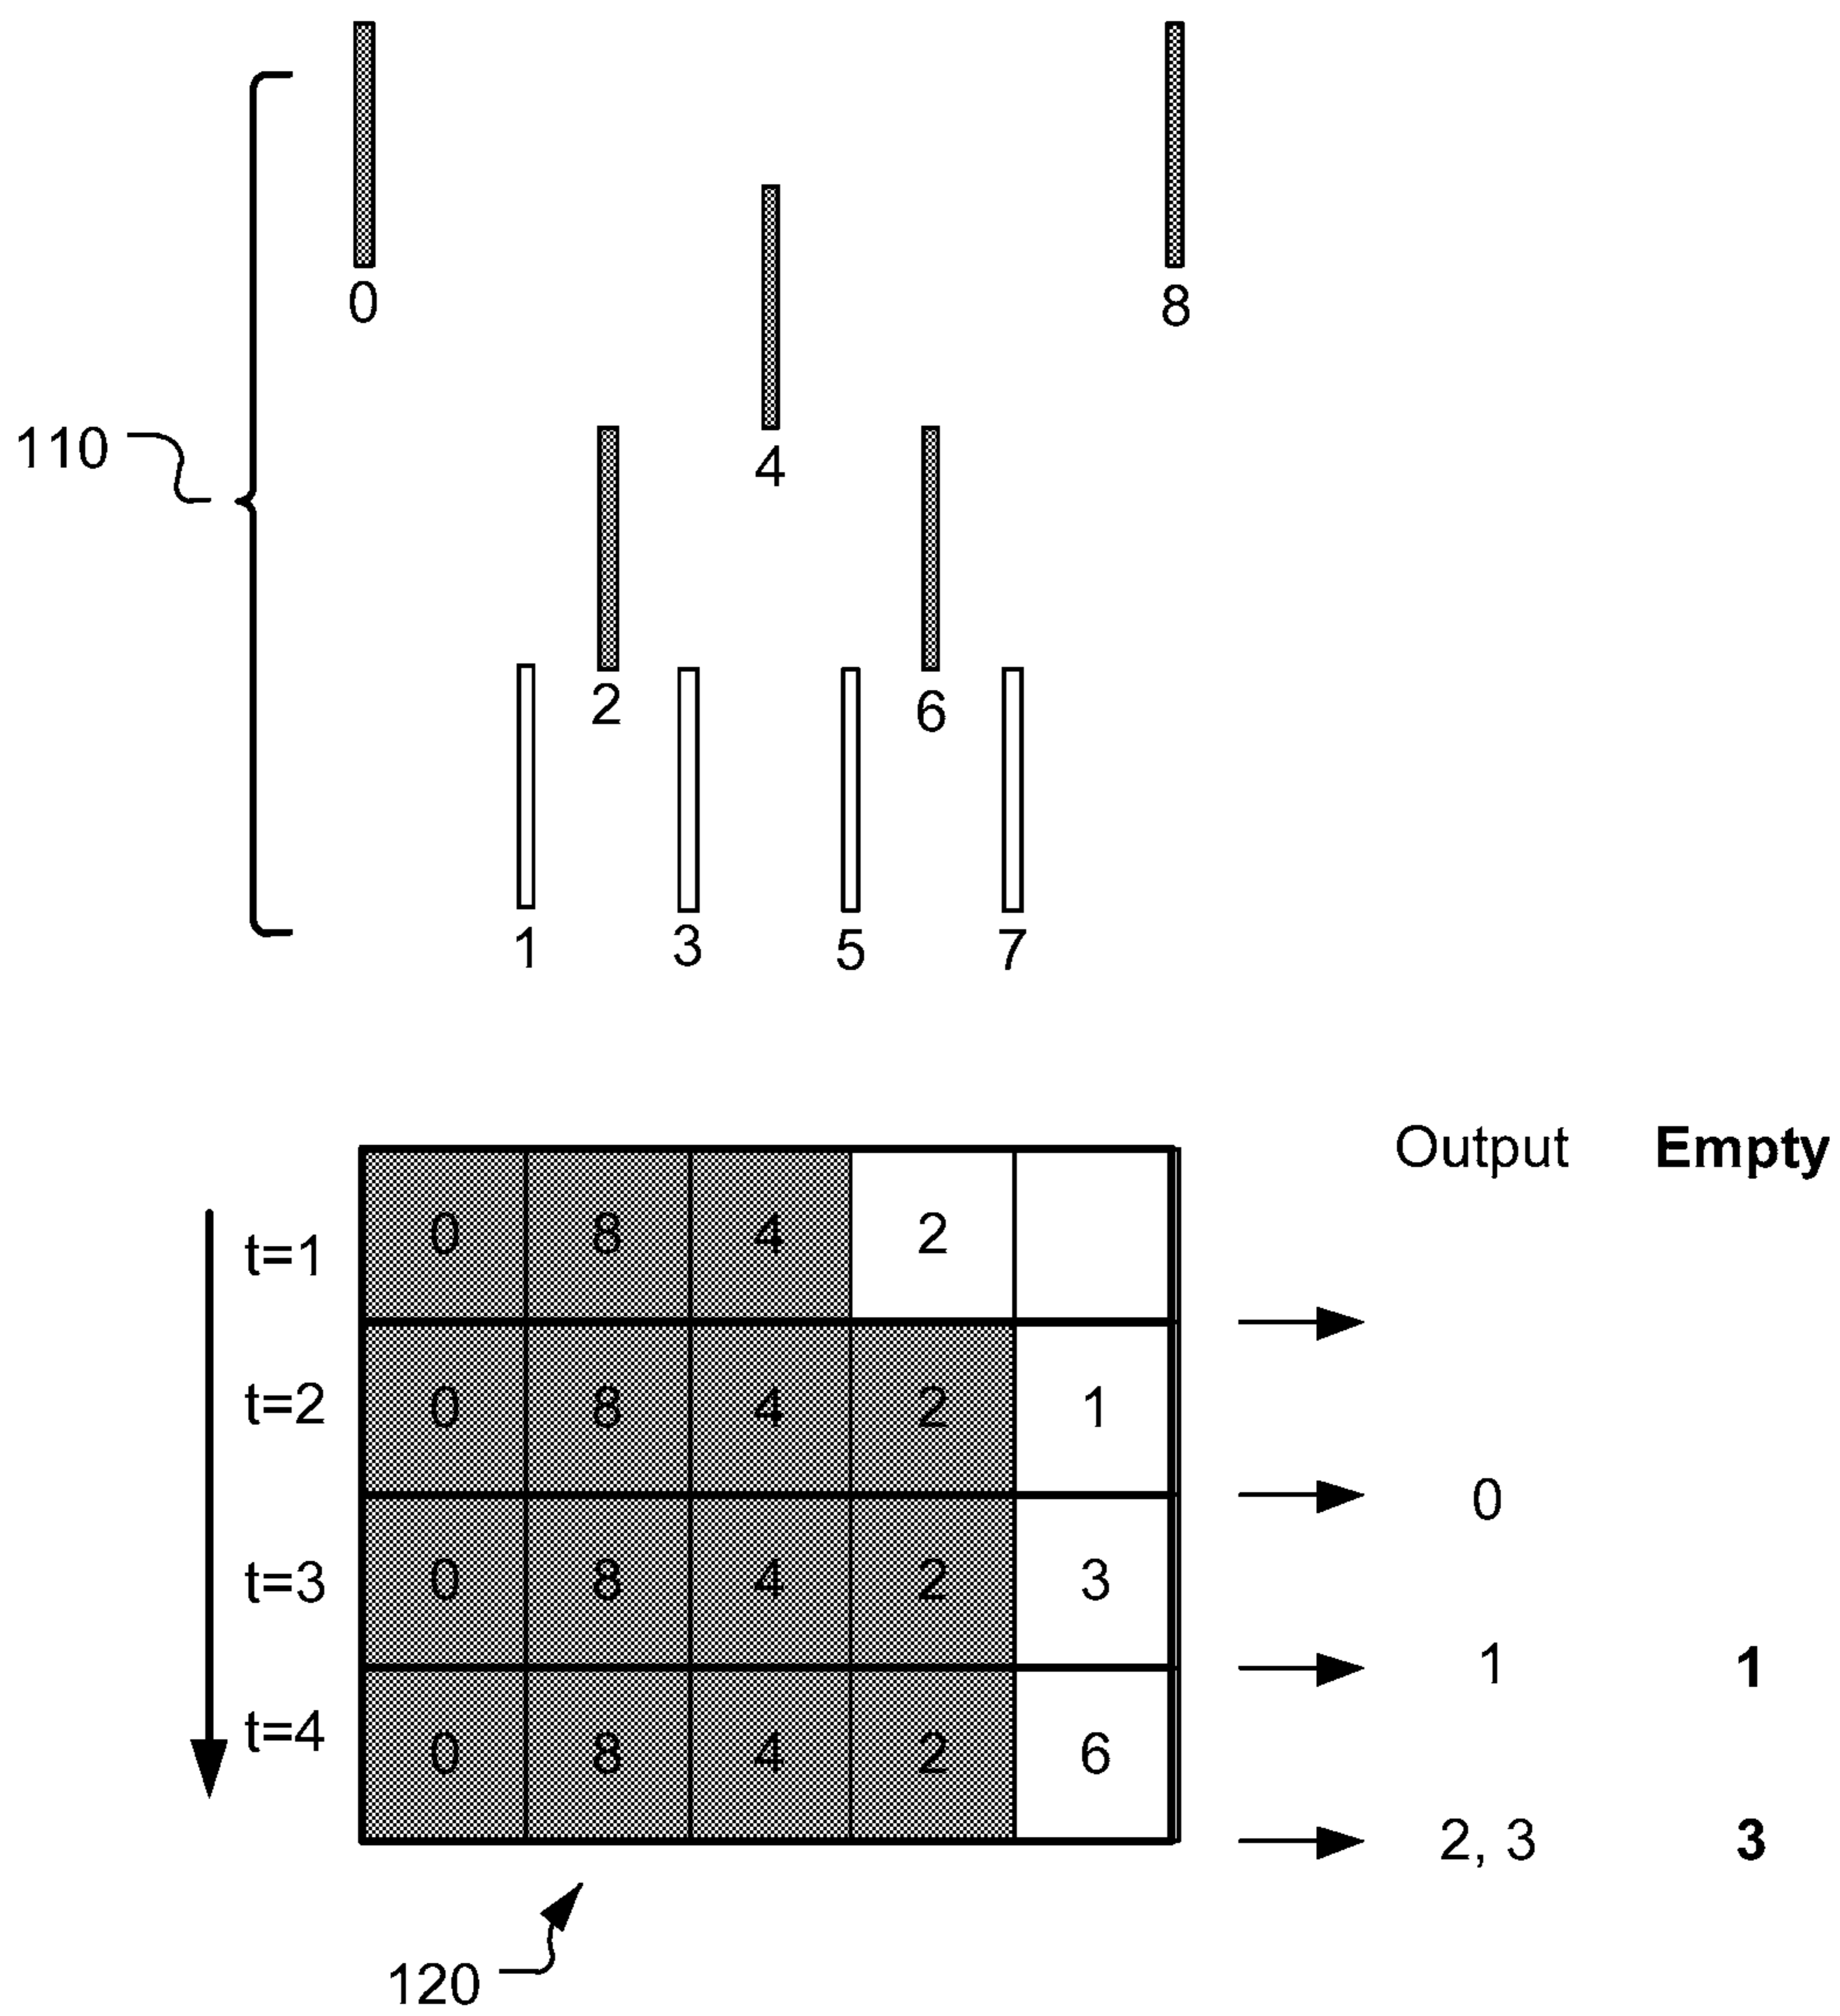 0 8
4
110
2 6
1 3 5 7
Output Empty
t=1 0 8 4 2
t=2 0 8 4 2 1
0
t=3 0 8 4 2 3
1 1
t=4 0 8 4 2 6
2, 3 3
120